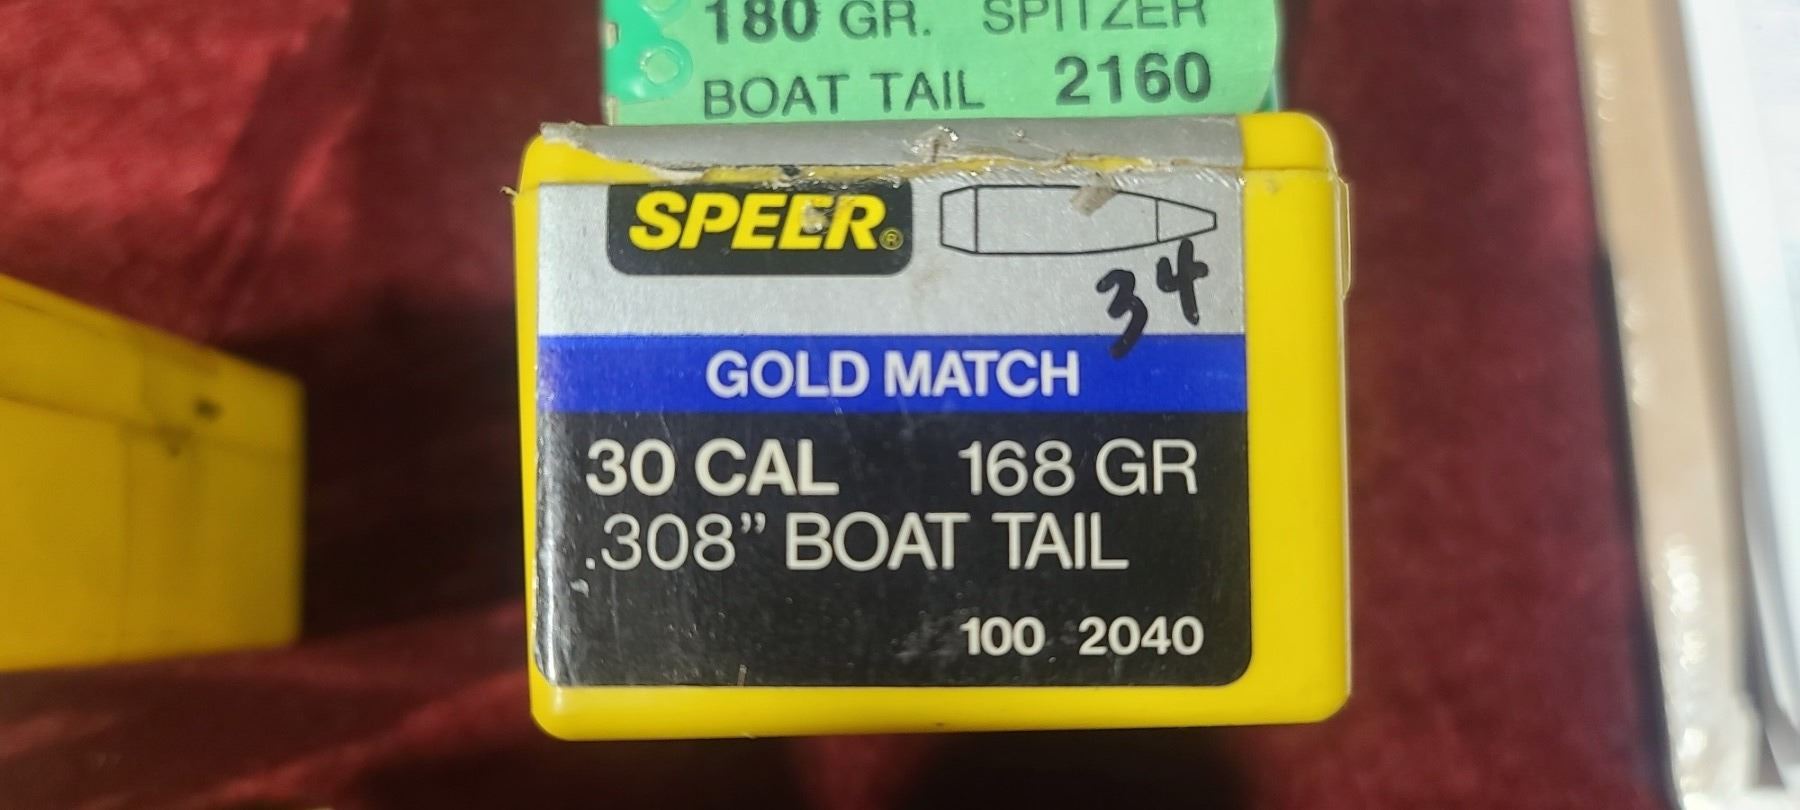 180 GR. SPITZER
BOAT TAIL 2160
SPEER®
34
GOLD MATCH
30 CAL 168 GR
.308” BOAT TAIL
100 2040